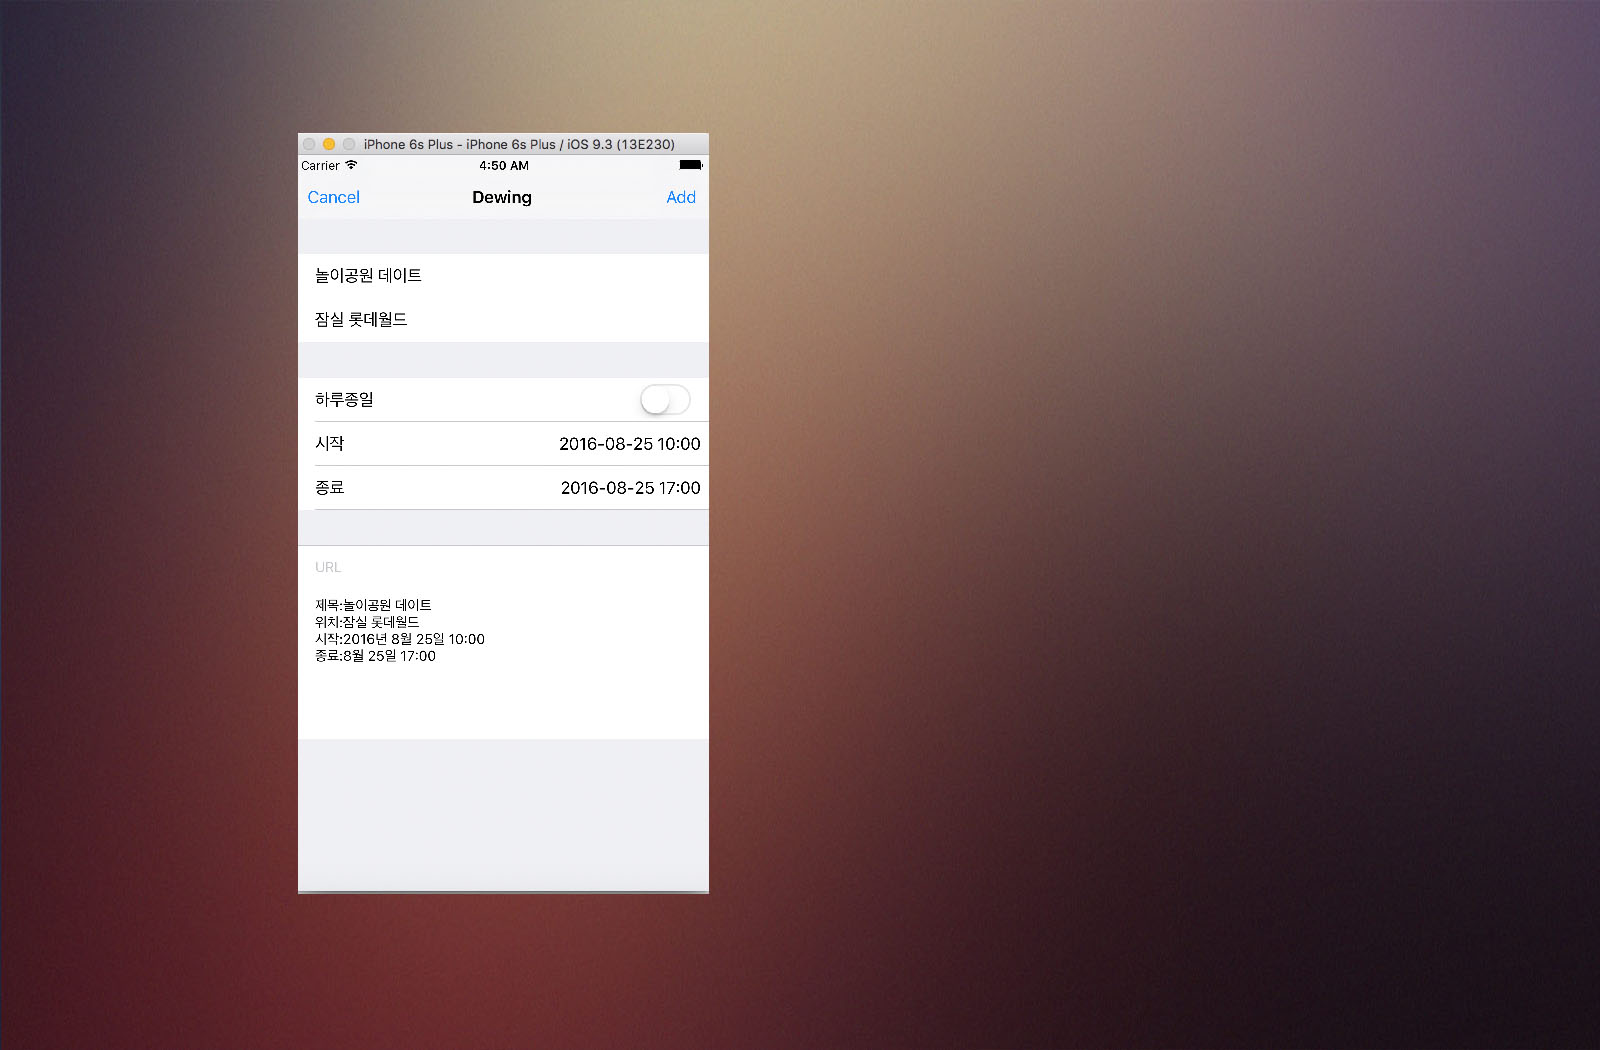 iPhone 6s Plus - iPhone 6s Plus / iOS 9.3 (13E230)
Carrier 4:50 AM
Cancel Dewing Add
놀이공원 데이트
잠실 롯데월드
하루종일
시작 2016-08-25 10:00
종료 2016-08-25 17:00
URL
제목:놀이공원 데이트
위치:잠실 롯데월드
시작:2016년 8월 25일 10:00
종료:8월 25일 17:00